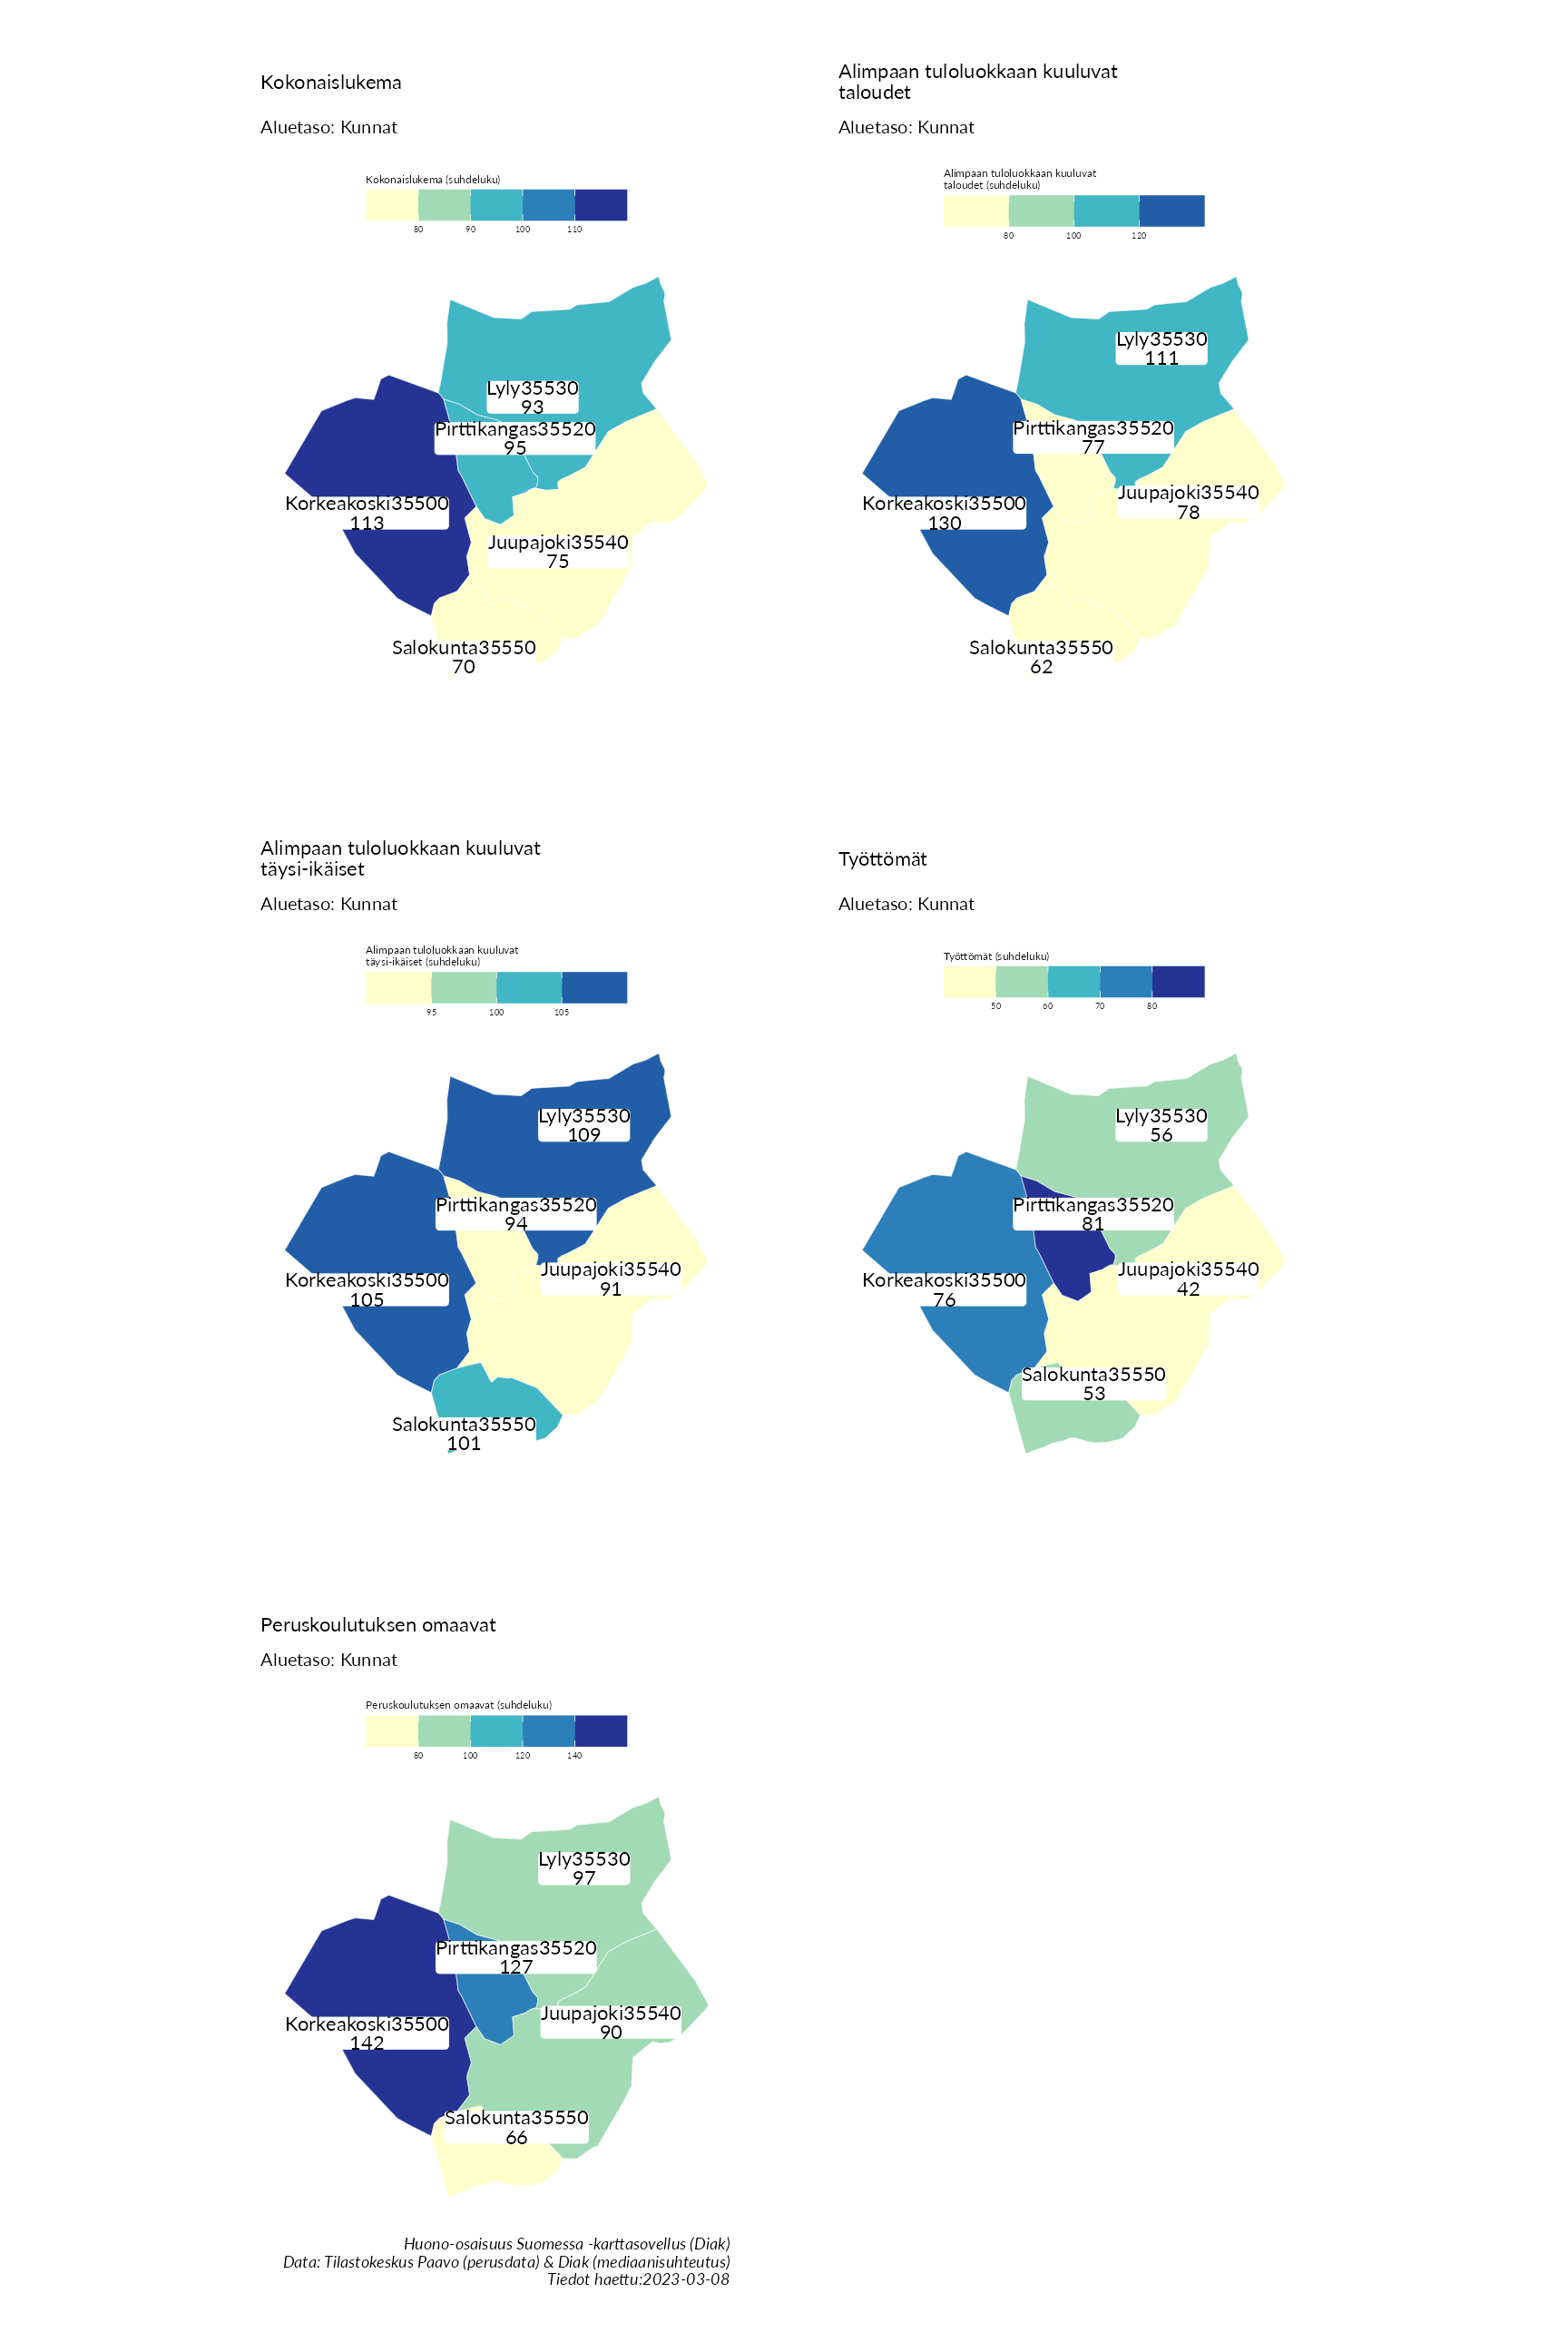 Kokonaislukema
Aluetaso: Kunnat
Kokonaislukema (suhdeluku)
80 90 100 110
Lyly35530
93
Pirttikangas35520
95
Korkeakoski35500
113
Juupajoki35540
75
Salokunta35550
70
Alimpaan tuloluokkaan kuuluvat
taloudet
Aluetaso: Kunnat
Alimpaan tuloluokkaan kuuluvat
taloudet (suhdeluku)
80 100 120
Lyly35530
111
Pirttikangas35520
77
Juupajoki35540
78
Korkeakoski35500
130
Salokunta35550
62
Alimpaan tuloluokkaan kuuluvat
täysi-ikäiset
Aluetaso: Kunnat
Alimpaan tuloluokkaan kuuluvat
täysi-ikäiset (suhdeluku)
95 100 105
Lyly35530
109
Pirttikangas35520
94
Juupajoki35540
91
Korkeakoski35500
105
Salokunta35550
101
Työttömät
Aluetaso: Kunnat
Työttömät (suhdeluku)
50 60 70 80
Lyly35530
56
Pirttikangas35520
81
Juupajoki35540
42
Korkeakoski35500
76
Salokunta35550
53
Peruskoulutuksen omaavat
Aluetaso: Kunnat
Peruskoulutuksen omaavat (suhdeluku)
80 100 120 140
Lyly35530
97
Pirttikangas35520
127
Juupajoki35540
90
Korkeakoski35500
142
Salokunta35550
66
Huono-osaisuus Suomessa -karttasovellus (Diak)
Data: Tilastokeskus Paavo (perusdata) & Diak (mediaanisuhteutus)
Tiedot haettu:2023-03-08